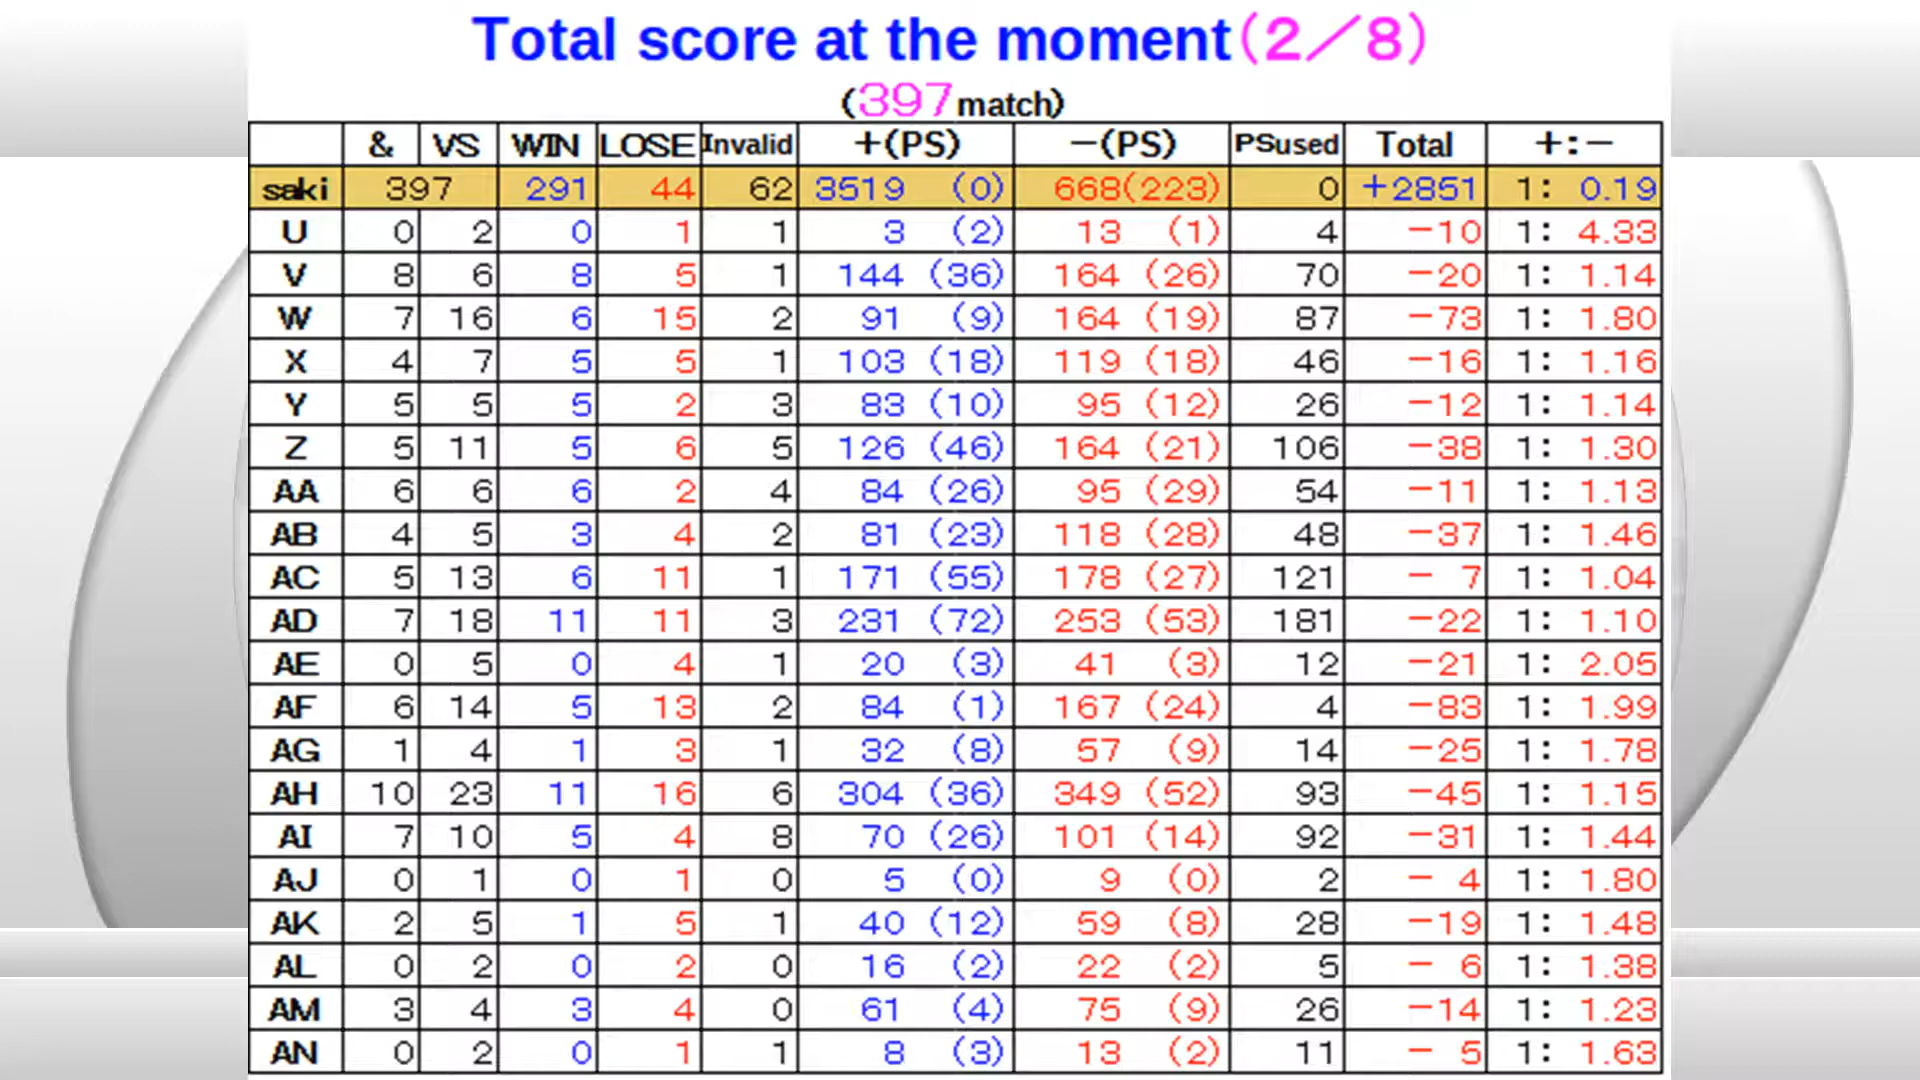 Total score at the moment（2／8）
(397match)
& VS WIN LOSE Invalid +(PS) −(PS) PSused Total +:−
saki 397 291 44 62 3519 (0) 668(223) 0 +2851 1: 0.19
U 0 2 0 1 1 3 (2) 13 (1) 4 −10 1: 4.33
V 8 6 8 5 1 144 (36) 164 (26) 70 −20 1: 1.14
W 7 16 6 15 2 91 (9) 164 (19) 87 −73 1: 1.80
X 4 7 5 5 1 103 (18) 119 (18) 46 −16 1: 1.16
Y 5 5 5 2 3 83 (10) 95 (12) 26 −12 1: 1.14
Z 5 11 5 6 5 126 (46) 164 (21) 106 −38 1: 1.30
AA 6 6 6 2 4 84 (26) 95 (29) 54 −11 1: 1.13
AB 4 5 3 4 2 81 (23) 118 (28) 48 −37 1: 1.46
AC 5 13 6 11 1 171 (55) 178 (27) 121 − 7 1: 1.04
AD 7 18 11 11 3 231 (72) 253 (53) 181 −22 1: 1.10
AE 0 5 0 4 1 20 (3) 41 (3) 12 −21 1: 2.05
AF 6 14 5 13 2 84 (1) 167 (24) 4 −83 1: 1.99
AG 1 4 1 3 1 32 (8) 57 (9) 14 −25 1: 1.78
AH 10 23 11 16 6 304 (36) 349 (52) 93 −45 1: 1.15
AI 7 10 5 4 8 70 (26) 101 (14) 92 −31 1: 1.44
AJ 0 1 0 1 0 5 (0) 9 (0) 2 − 4 1: 1.80
AK 2 5 1 5 1 40 (12) 59 (8) 28 −19 1: 1.48
AL 0 2 0 2 0 16 (2) 22 (2) 5 − 6 1: 1.38
AM 3 4 3 4 0 61 (4) 75 (9) 26 −14 1: 1.23
AN 0 2 0 1 1 8 (3) 13 (2) 11 − 5 1: 1.63